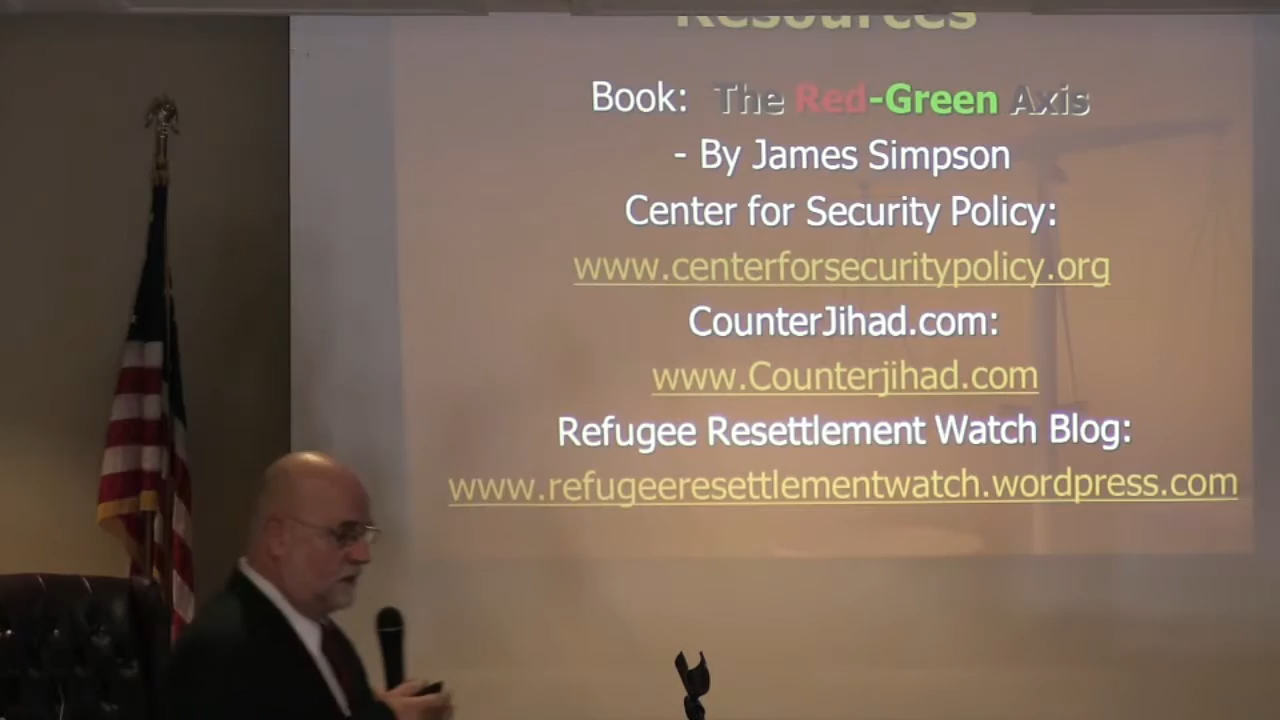 Resources
Book: The Red-Green Axis
- By James Simpson
Center for Security Policy:
www.centerforsecuritypolicy.org
CounterJihad.com:
www.Counterjihad.com
Refugee Resettlement Watch Blog:
www.refugeeresettlementwatch.wordpress.com